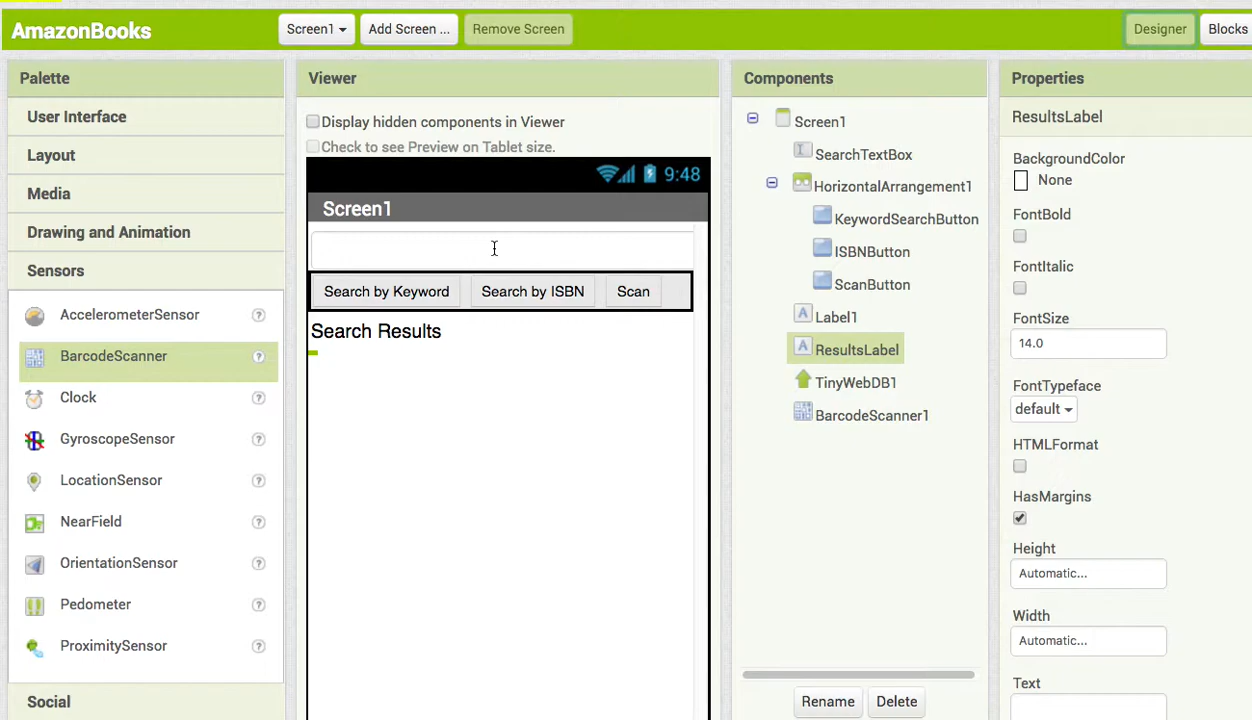 AmazonBooks
Screen1
Add Screen ...
Remove Screen
Designer
Blocks
Palette
User Interface
Layout
Media
Drawing and Animation
Sensors
AccelerometerSensor ?
BarcodeScanner ?
Clock ?
GyroscopeSensor ?
LocationSensor ?
NearField ?
OrientationSensor ?
Pedometer ?
ProximitySensor ?
Social
Viewer
Display hidden components in Viewer
Check to see Preview on Tablet size.
9:48
Screen1
Search by Keyword
Search by ISBN
Scan
Search Results
Components
Screen1
SearchTextBox
HorizontalArrangement1
KeywordSearchButton
ISBNButton
ScanButton
A Label1
A ResultsLabel
TinyWebDB1
BarcodeScanner1
Rename
Delete
Properties
ResultsLabel
BackgroundColor
None
FontBold
FontItalic
FontSize
14.0
FontTypeface
default
HTMLFormat
HasMargins
Height
Automatic...
Width
Automatic...
Text